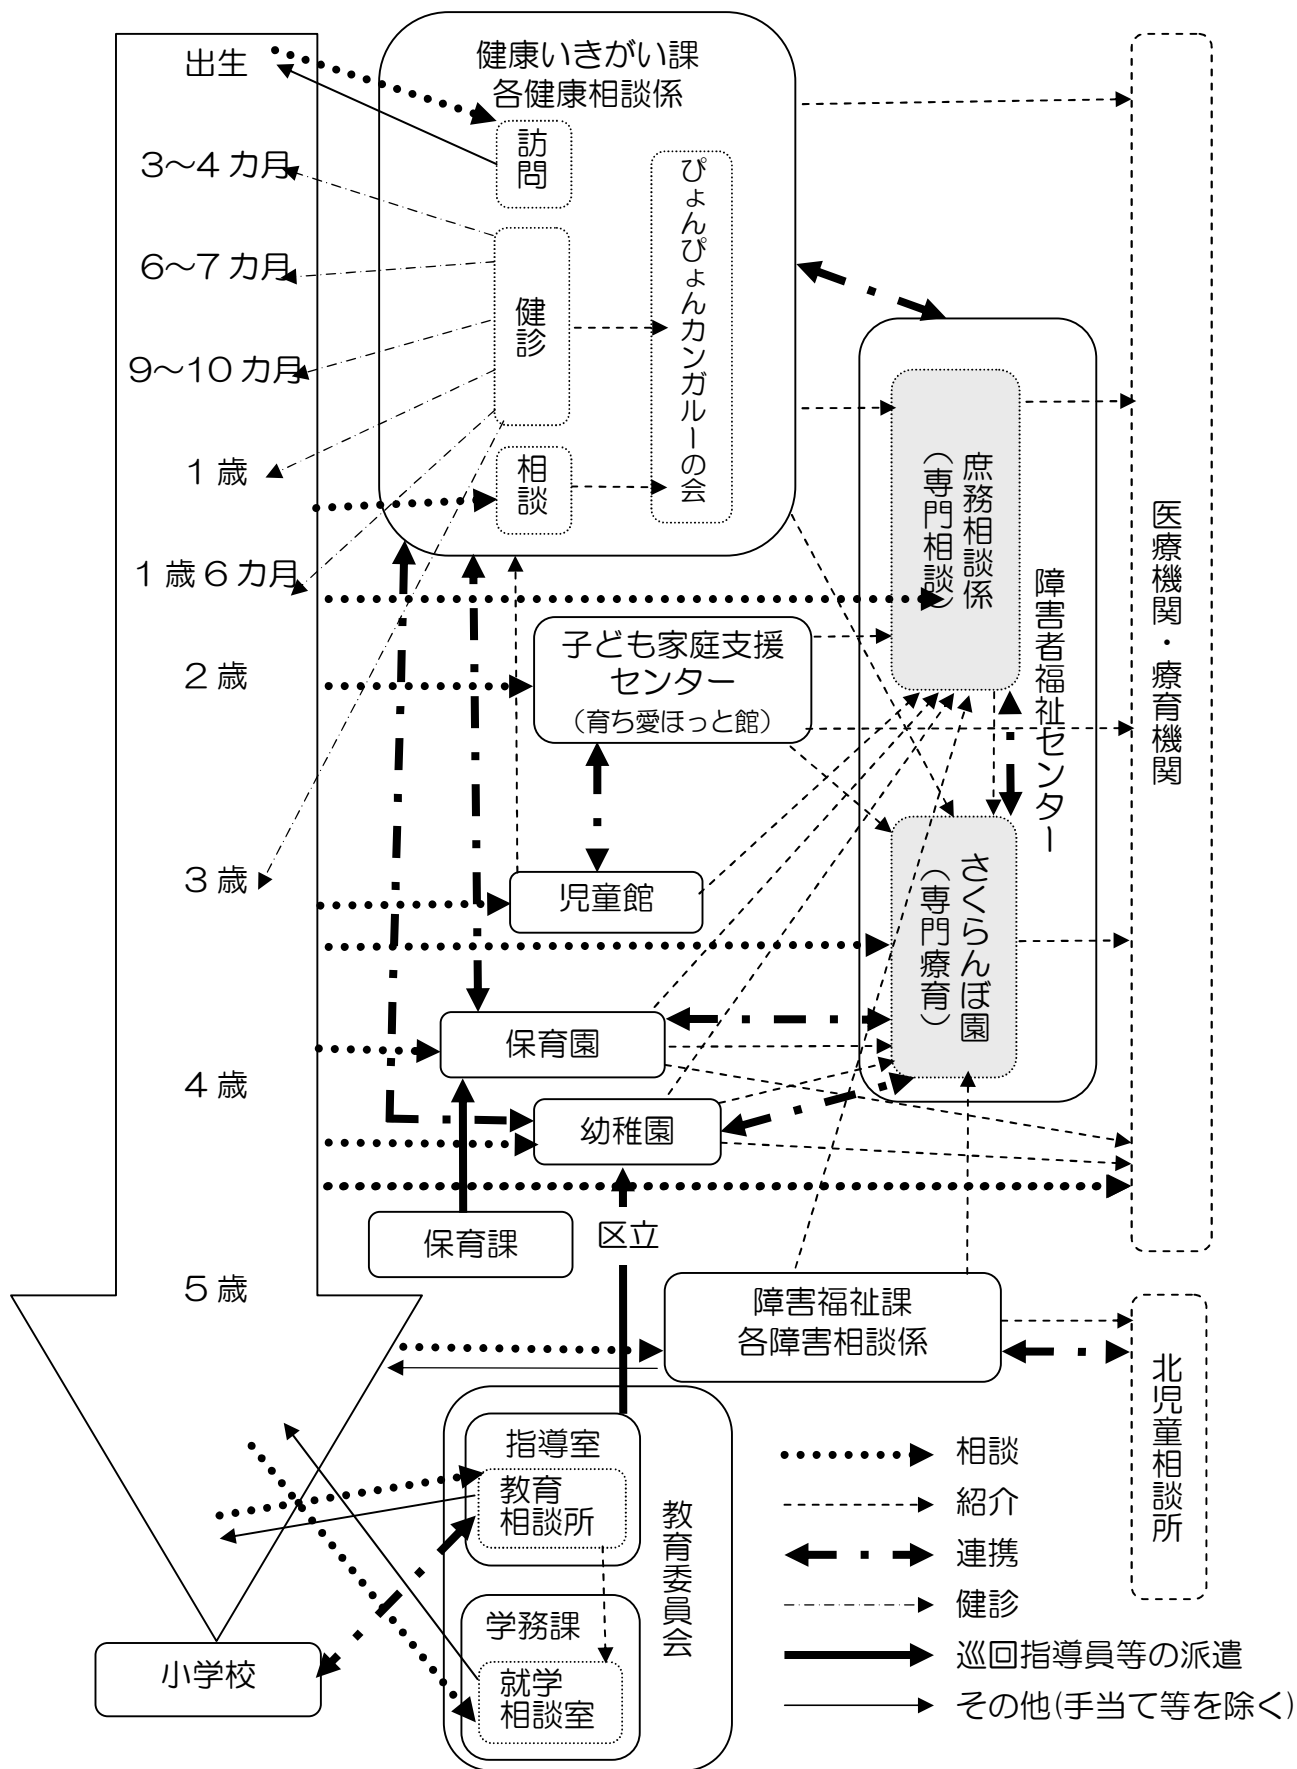 出生
3～4カ月
6～7カ月
9～10カ月
1歳
1歳6カ月
2歳
3歳
4歳
5歳
小学校
健康いきがい課
各健康相談係
訪問
健診
相談
ぴょんぴょんカンガルーの会
子ども家庭支援
センター
（育ち愛ほっと館）
児童館
保育園
幼稚園
保育課
区立
障害者福祉センター
庶務相談係
（専門相談）
さくらんぼ園
（専門療育）
医療機関・療育機関
障害福祉課
各障害相談係
北児童相談所
教育委員会
指導室
教育
相談所
学務課
就学
相談室
相談
紹介
連携
健診
巡回指導員等の派遣
その他(手当て等を除く)